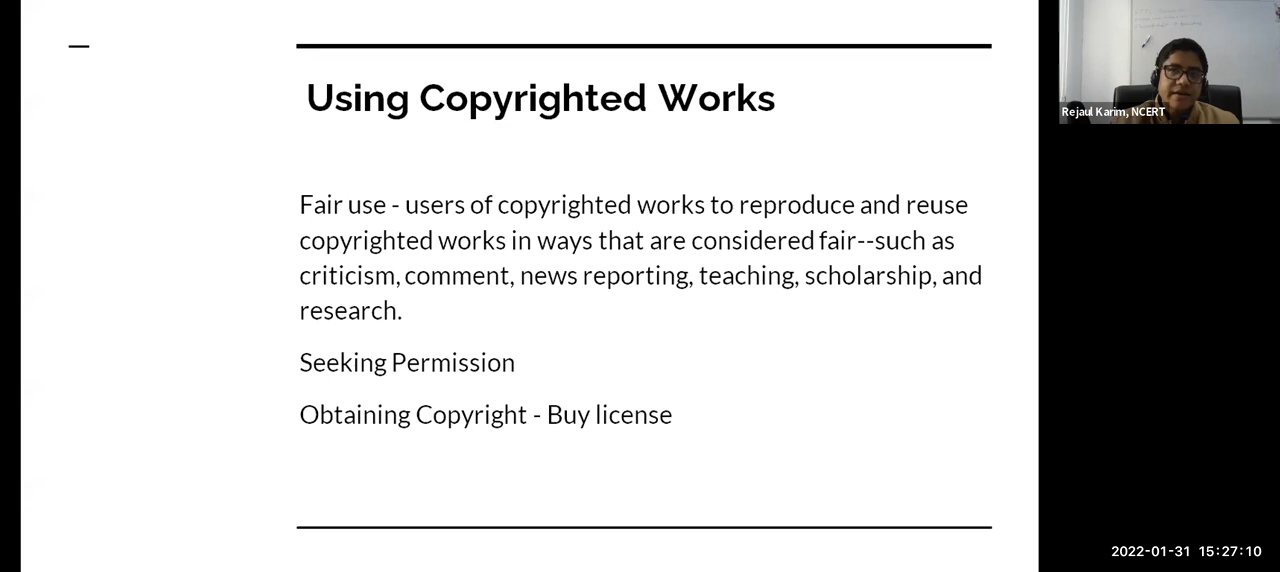 Using Copyrighted Works
Fair use - users of copyrighted works to reproduce and reuse
copyrighted works in ways that are considered fair--such as
criticism, comment, news reporting, teaching, scholarship, and
research.
Seeking Permission
Obtaining Copyright - Buy license
Rejaul Karim, NCERT
2022-01-31 15:27:10